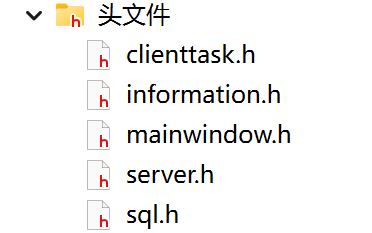 头文件
clienttask.h
information.h
mainwindow.h
server.h
sql.h